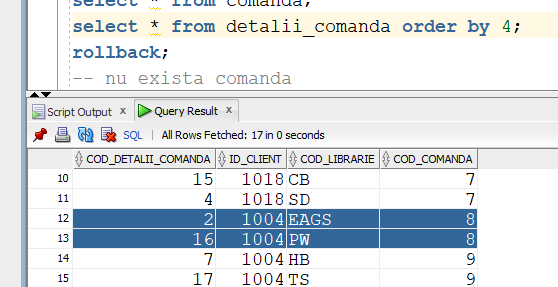 select * from comanda;
select * from detalii_comanda order by 4;
rollback;
-- nu exista comanda
Script Output x Query Result x
SQL | All Rows Fetched: 17 in 0 seconds
COD_DETALII_COMANDA ID_CLIENT COD_LIBRARIE COD_COMANDA
10 15 1018 CB 7
11 4 1018 SD 7
12 2 1004 EAGS 8
13 16 1004 PW 8
14 7 1004 HB 9
15 17 1004 TS 9